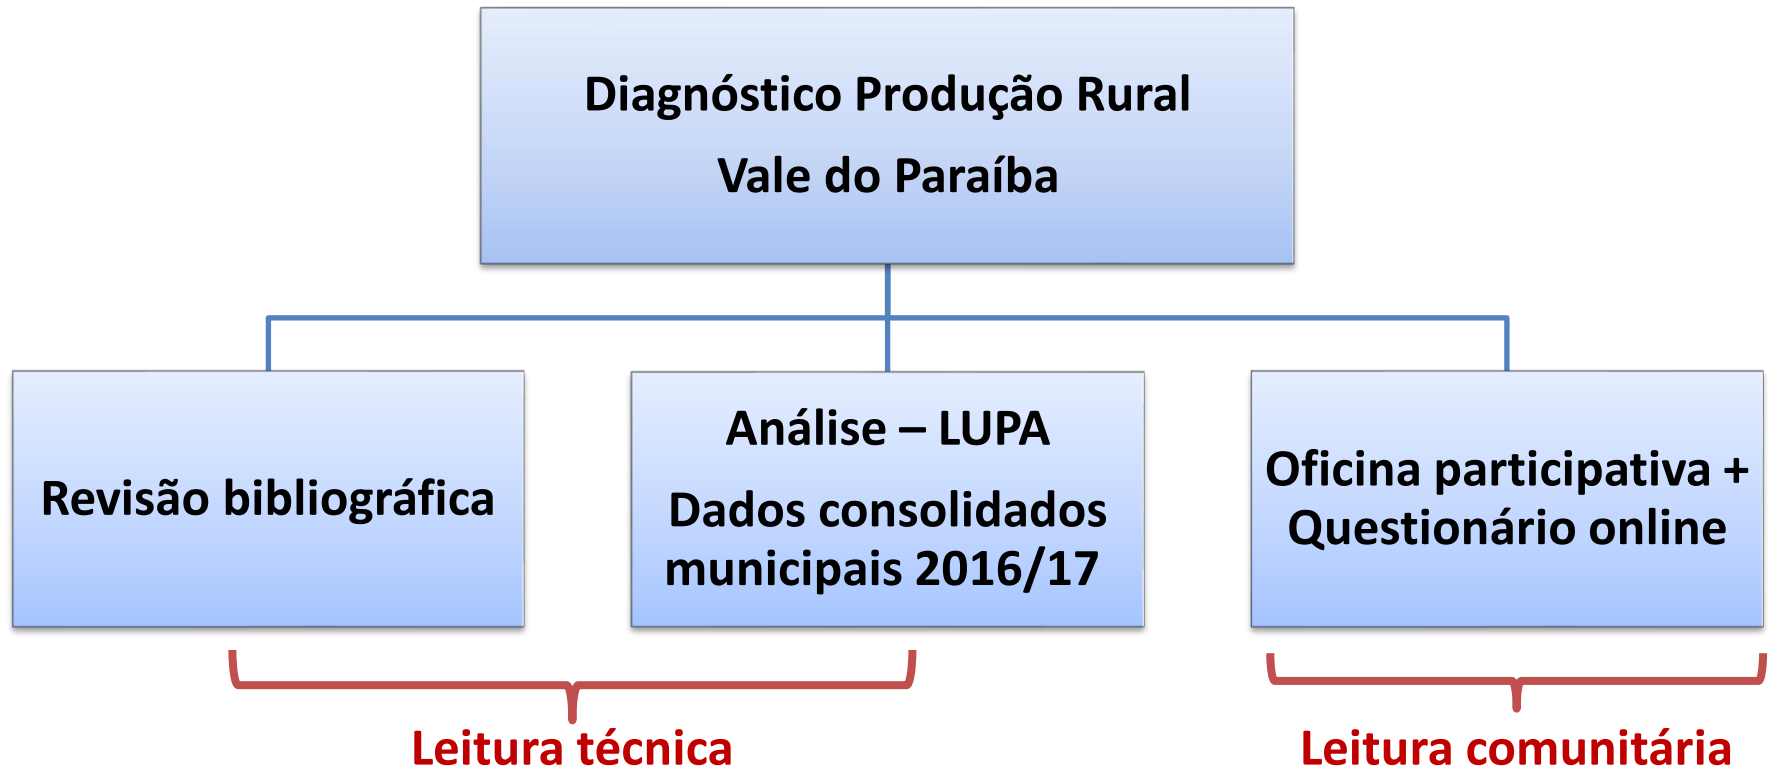 Diagnóstico Produção Rural
Vale do Paraíba
Revisão bibliográfica
Análise – LUPA
Dados consolidados
municipais 2016/17
Oficina participativa +
Questionário online
Leitura técnica
Leitura comunitária